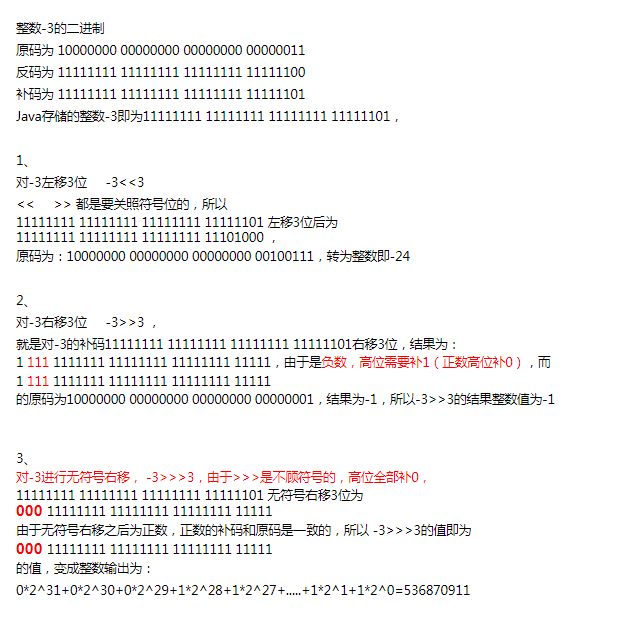 整数-3的二进制
原码为 10000000 00000000 00000000 00000011
反码为 11111111 11111111 11111111 11111100
补码为 11111111 11111111 11111111 11111101
Java存储的整数-3即为11111111 11111111 11111111 11111101，
1、
对-3左移3位 -3<<3
<< >> 都是要关照符号位的，所以
11111111 11111111 11111111 11111101 左移3位后为
11111111 11111111 11111111 11101000 ，
原码为：10000000 00000000 00000000 00100111，转为整数即-24
2、
对-3右移3位 -3>>3 ，
就是对-3的补码11111111 11111111 11111111 11111101右移3位，结果为：
1 111 1111111 11111111 11111111 11111，由于是负数，高位需要补1（正数高位补0），而
1 111 1111111 11111111 11111111 11111
的原码为10000000 00000000 00000000 00000001，结果为-1，所以-3>>3的结果整数值为-1
3、
对-3进行无符号右移， -3>>>3，由于>>>是不顾符号的，高位全部补0，
11111111 11111111 11111111 11111101 无符号右移3位为
000 11111111 11111111 11111111 11111
由于无符号右移之后为正数，正数的补码和原码是一致的，所以 -3>>>3的值即为
000 11111111 11111111 11111111 11111
的值，变成整数输出为：
0*2^31+0*2^30+0*2^29+1*2^28+1*2^27+.....+1*2^1+1*2^0=536870911